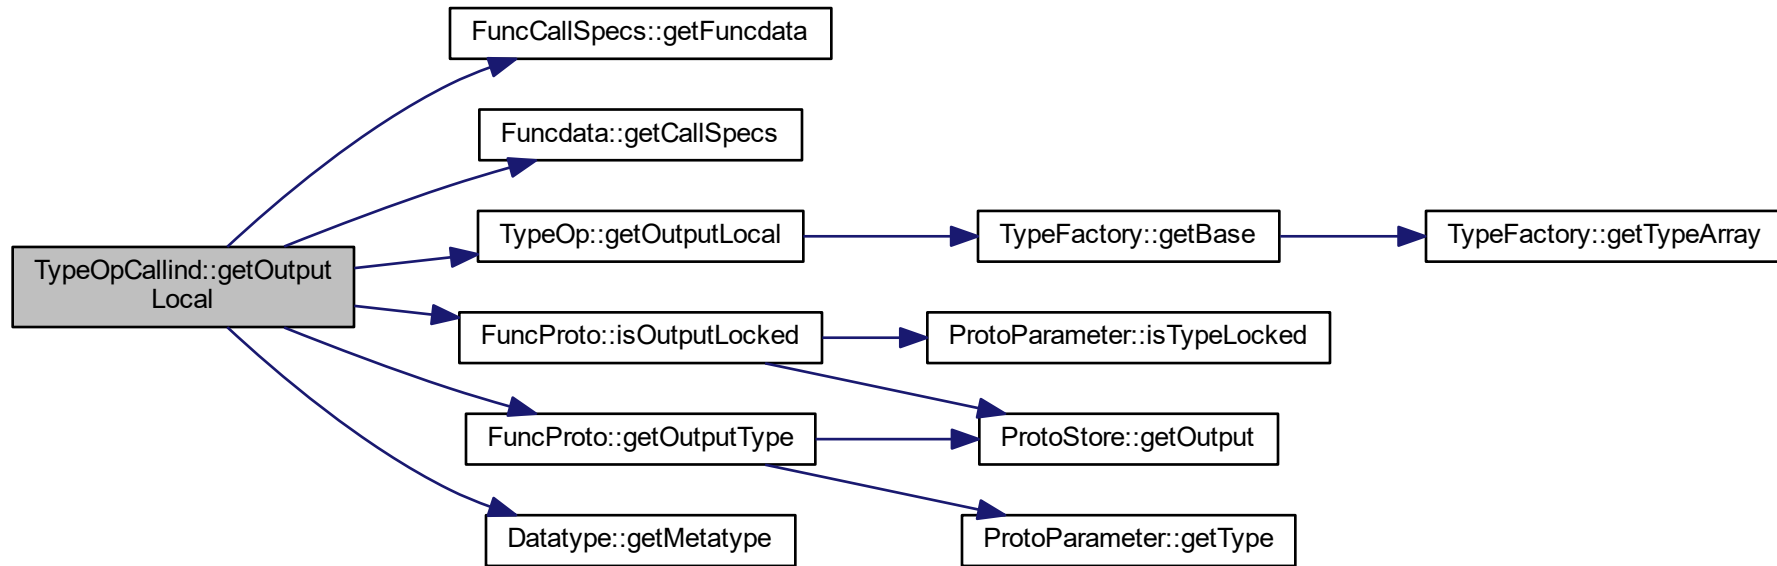 FuncCallSpecs::getFuncdata
Funcdata::getCallSpecs
TypeOp::getOutputLocal
TypeFactory::getBase
TypeFactory::getTypeArray
TypeOpCallind::getOutput
Local
FuncProto::isOutputLocked
ProtoParameter::isTypeLocked
FuncProto::getOutputType
ProtoStore::getOutput
Datatype::getMetatype
ProtoParameter::getType